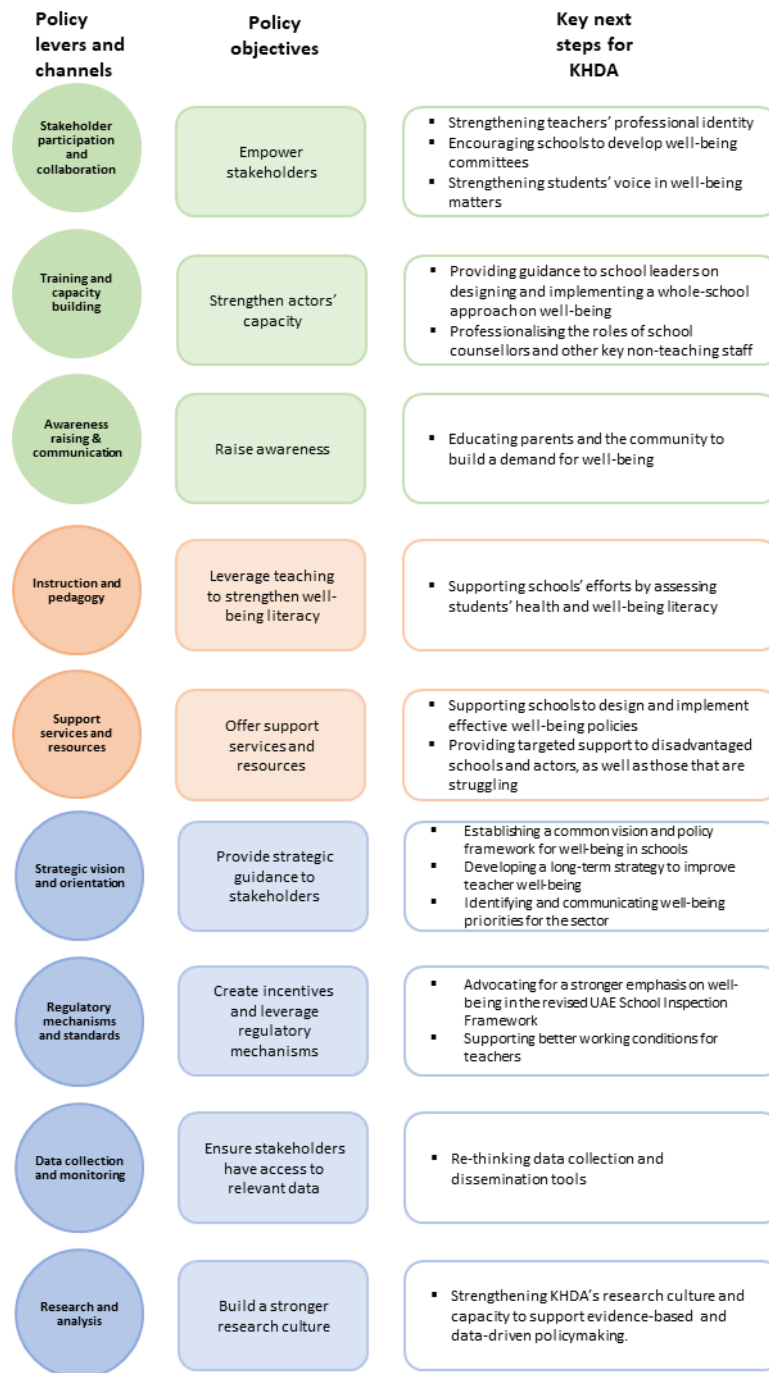 Policy
levers and
channels
Policy
objectives
Key next
steps for
KHDA
Stakeholder
participation
and
collaboration
Empower
stakeholders
▪ Strengthening teachers' professional identity
▪ Encouraging schools to develop well-being
committees
▪ Strengthening students' voice in well-being
matters
Training and
capacity
building
Strengthen actors'
capacity
▪ Providing guidance to school leaders on
designing and implementing a whole-school
approach on well-being
▪ Professionalising the roles of school
counsellors and other key non-teaching staff
Awareness
raising &
communication
Raise awareness
▪ Educating parents and the community to
build a demand for well-being
Instruction and
pedagogy
Leverage teaching
to strengthen well-
being literacy
▪ Supporting schools' efforts by assessing
students' health and well-being literacy
Support
services and
resources
Offer support
services and
resources
▪ Supporting schools to design and implement
effective well-being policies
▪ Providing targeted support to disadvantaged
schools and actors, as well as those that are
struggling
Strategic vision
and orientation
Provide strategic
guidance to
stakeholders
▪ Establishing a common vision and policy
framework for well-being in schools
▪ Developing a long-term strategy to improve
teacher well-being
▪ Identifying and communicating well-being
priorities for the sector
Regulatory
mechanisms
and standards
Create incentives
and leverage
regulatory
mechanisms
▪ Advocating for a stronger emphasis on well-
being in the revised UAE School Inspection
Framework
▪ Supporting better working conditions for
teachers
Data collection
and monitoring
Ensure stakeholders
have access to
relevant data
▪ Re-thinking data collection and
dissemination tools
Research and
analysis
Build a stronger
research culture
▪ Strengthening KHDA's research culture and
capacity to support evidence-based and
data-driven policymaking.